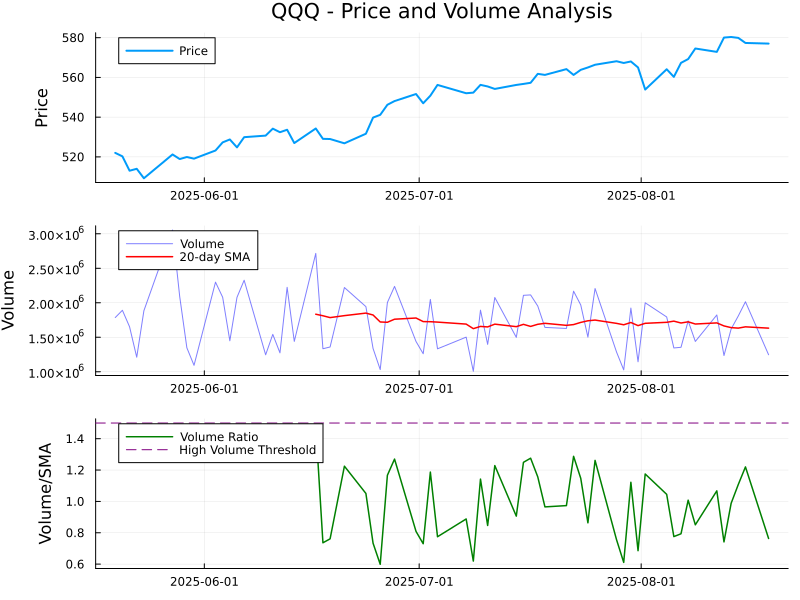 QQQ - Price and Volume Analysis
Price
580
560
540
520
Price
2025-06-01
2025-07-01
2025-08-01
Volume
20-day SMA
3.00×10⁶
2.50×10⁶
2.00×10⁶
1.50×10⁶
1.00×10⁶
Volume
2025-06-01
2025-07-01
2025-08-01
Volume Ratio
High Volume Threshold
1.4
1.2
1.0
0.8
0.6
Volume/SMA
2025-06-01
2025-07-01
2025-08-01